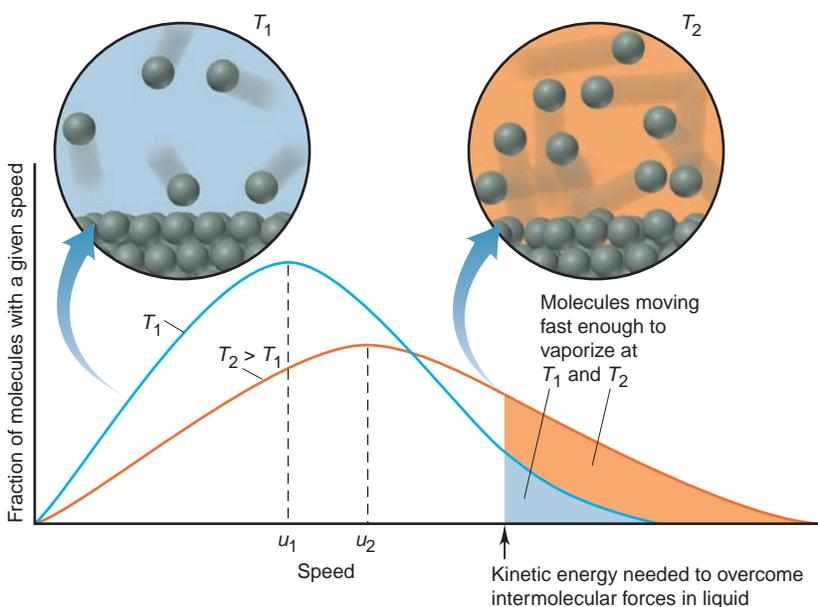 T1
T2
Fraction of molecules with a given speed
T1
T2 > T1
Molecules moving
fast enough to
vaporize at
T1 and T2
u1
u2
Speed
Kinetic energy needed to overcome
intermolecular forces in liquid